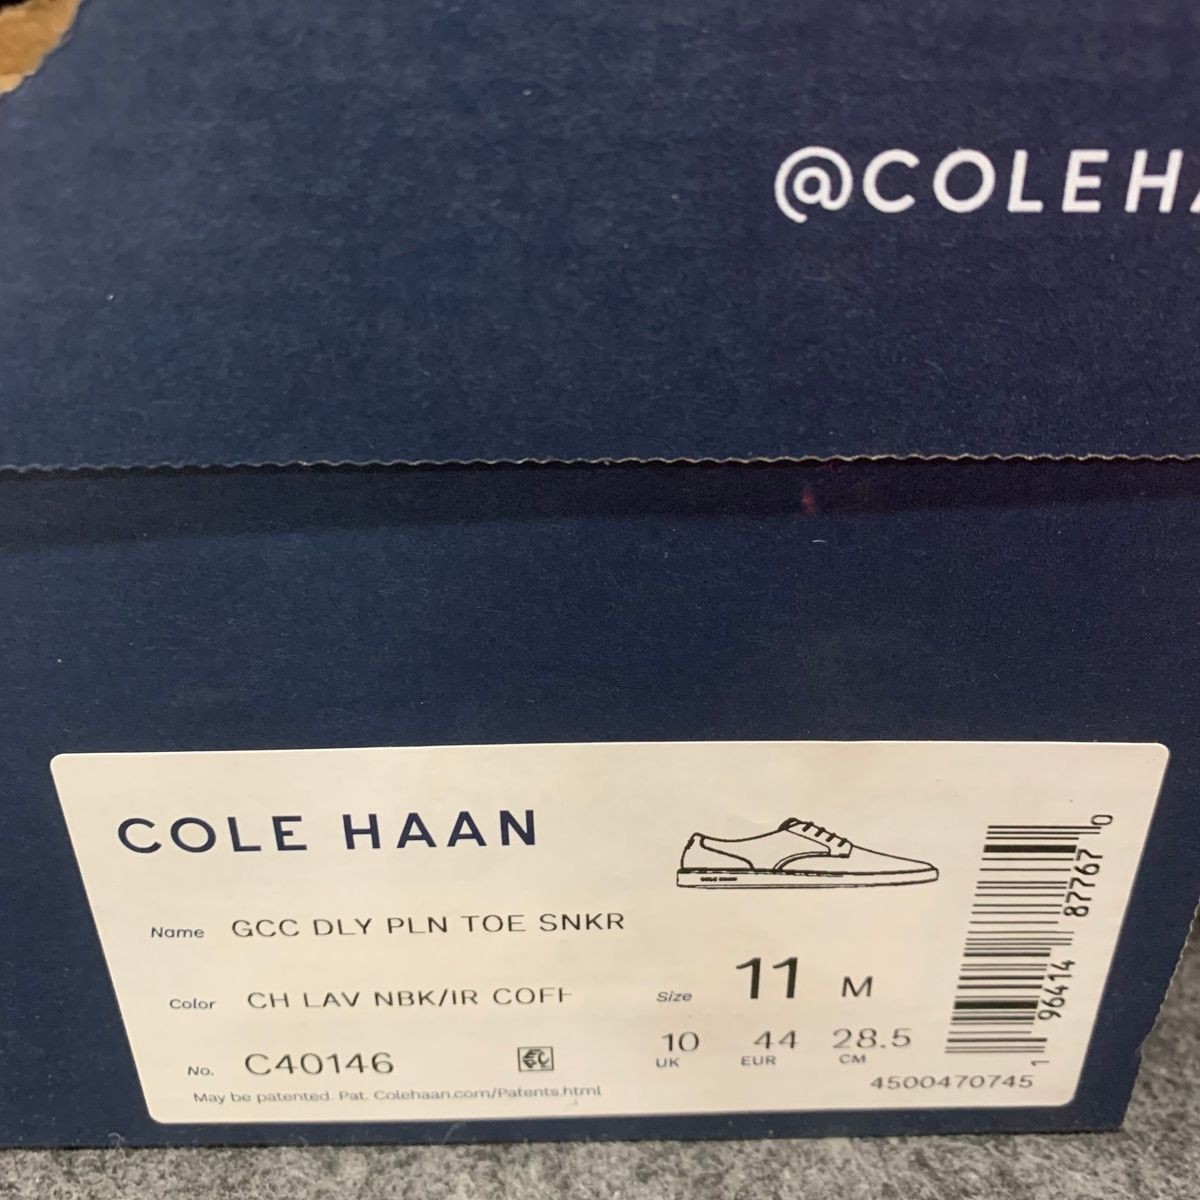 @COLEHA
COLE HAAN
COLE HAAN
Name GCC DLY PLN TOE SNKR
Color CH LAV NBK/IR COFF
Size 11 M
10 44 28.5
UK EUR CM
No. C40146
May be patented. Pat. Colehaan.com/Patents.html
4500470745
1 96414 87767 0